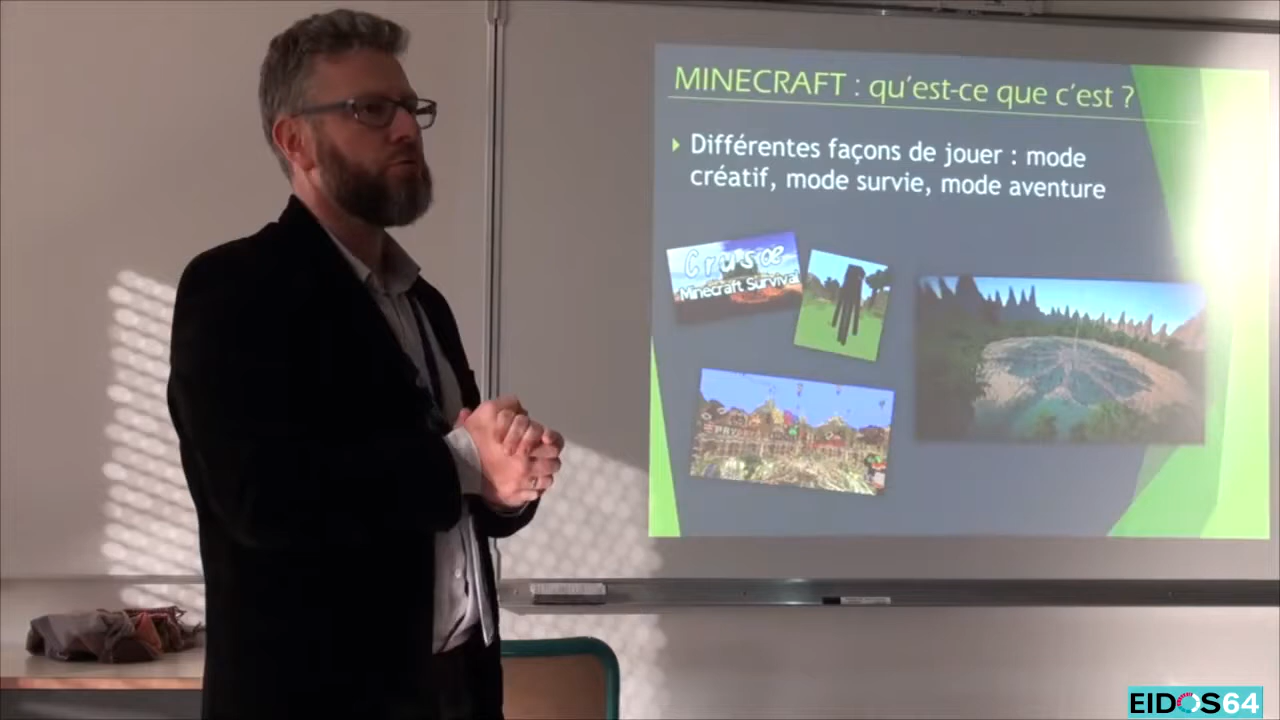 MINECRAFT : qu'est-ce que c'est ?
Différentes façons de jouer : mode
créatif, mode survie, mode aventure
Crusoe
Minecraft Survival
EIDOS64